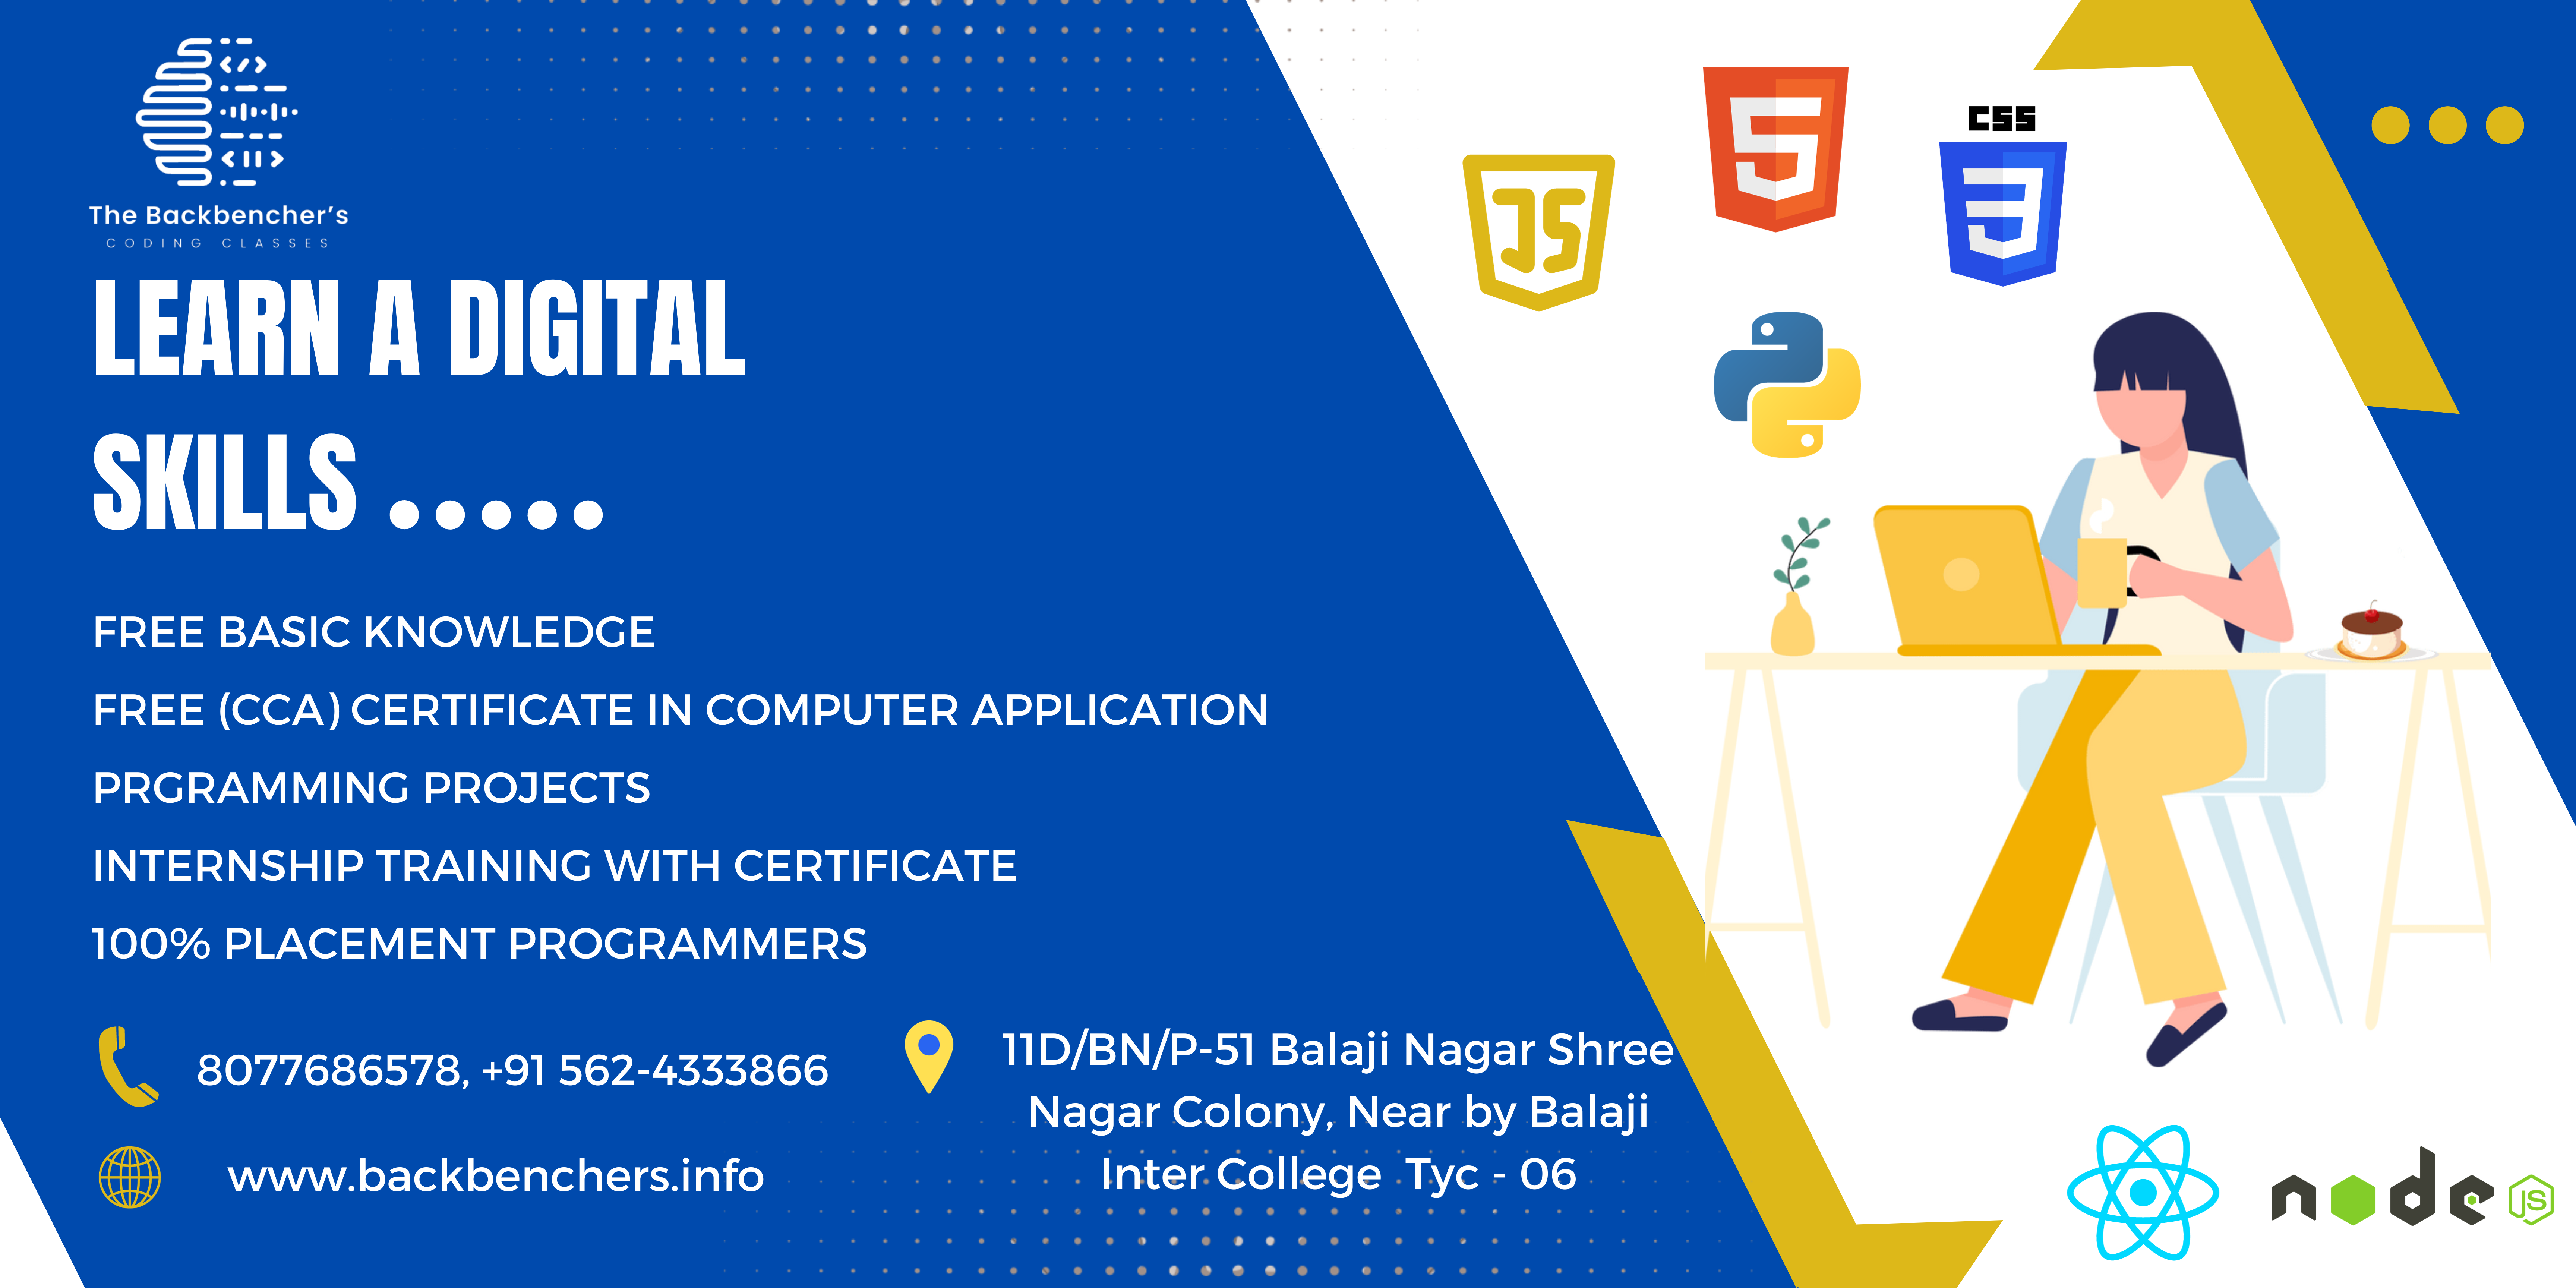 The Backbencher's
CODING CLASSES
LEARN A DIGITAL
SKILLS .....
FREE BASIC KNOWLEDGE
FREE (CCA) CERTIFICATE IN COMPUTER APPLICATION
PRGRAMMING PROJECTS
INTERNSHIP TRAINING WITH CERTIFICATE
100% PLACEMENT PROGRAMMERS
8077686578, +91 562-4333866
www.backbenchers.info
11D/BN/P-51 Balaji Nagar Shree
Nagar Colony, Near by Balaji
Inter College Tyc - 06
JS
5
CSS
3
node
JS